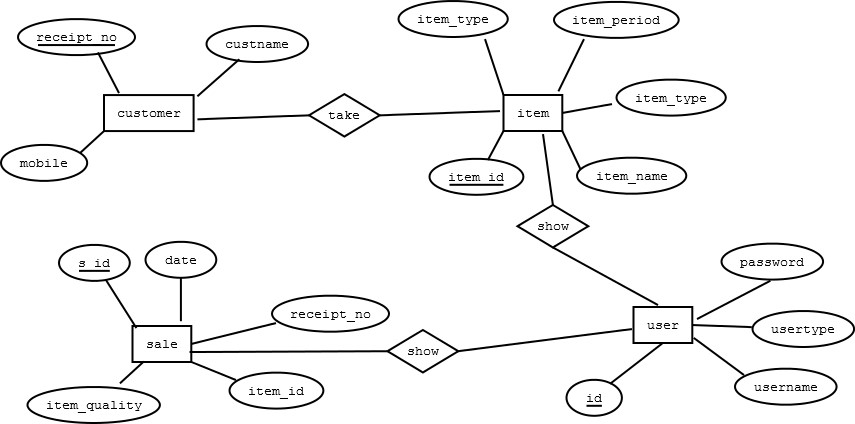 receipt_no
custname
item_type
item_period
customer
take
item
item_type
mobile
item_id
item_name
show
s_id
date
password
receipt_no
user
usertype
sale
show
item_quality
item_id
id
username